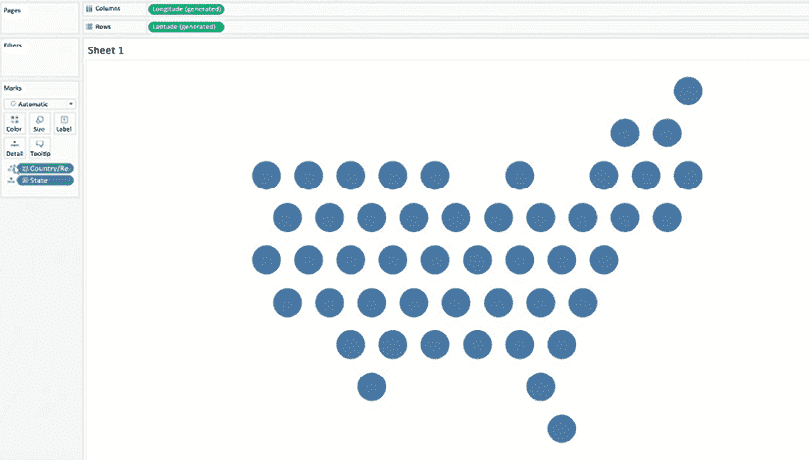 Pages
Columns
Longitude (generated)
Rows
Latitude (generated)
Filters
Sheet 1
Marks
Automatic
Color
Size
Label
Detail
Tooltip
Country/Re
State